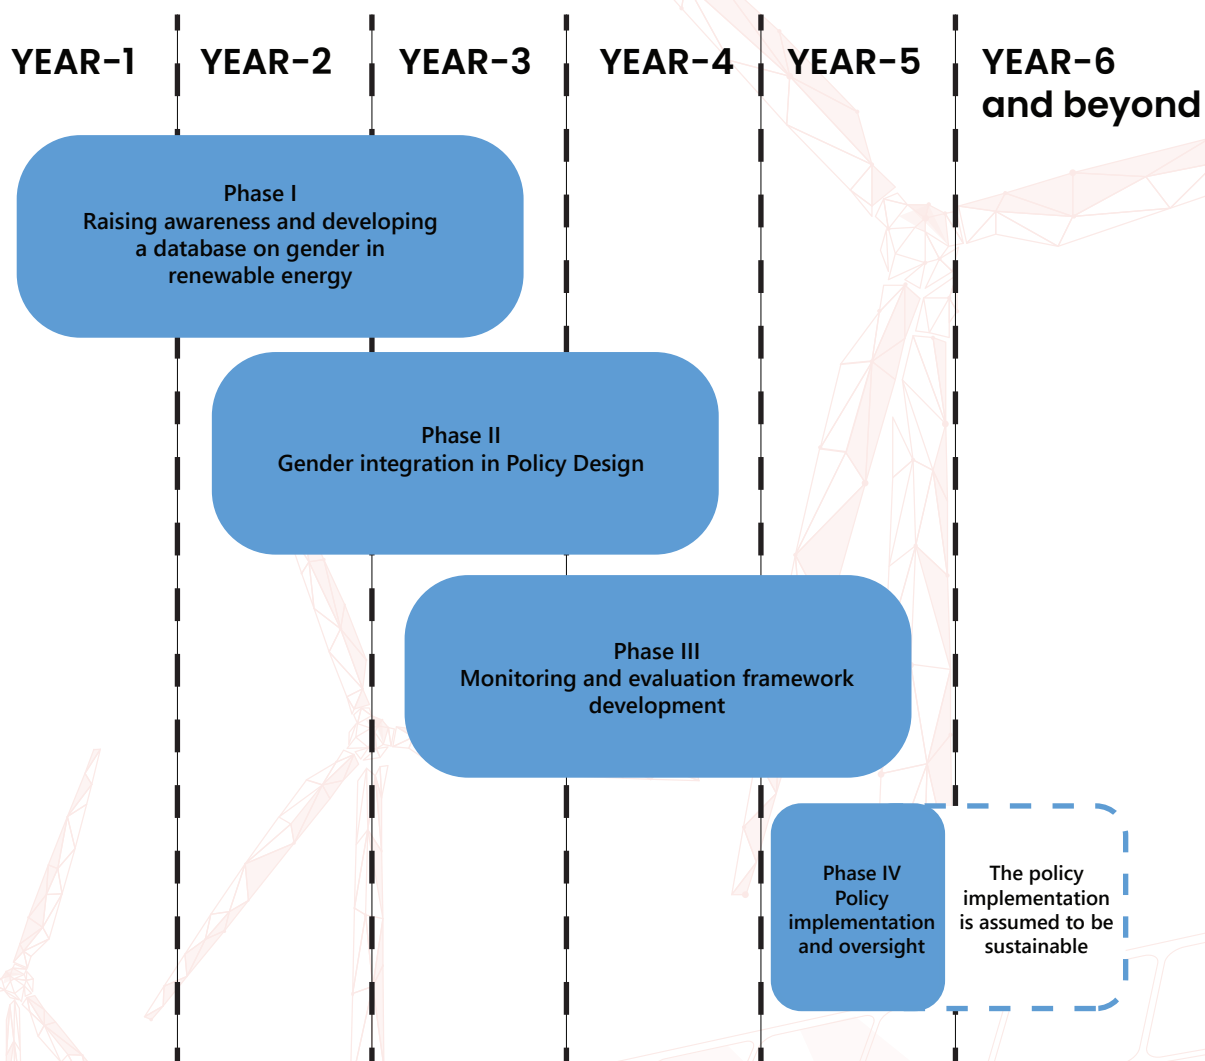 YEAR-1
YEAR-2
YEAR-3
YEAR-4
YEAR-5
YEAR-6
and beyond
Phase I
Raising awareness and developing
a database on gender in
renewable energy
Phase II
Gender integration in Policy Design
Phase III
Monitoring and evaluation framework
development
Phase IV
Policy
implementation
and oversight
The policy
implementation
is assumed to be
sustainable